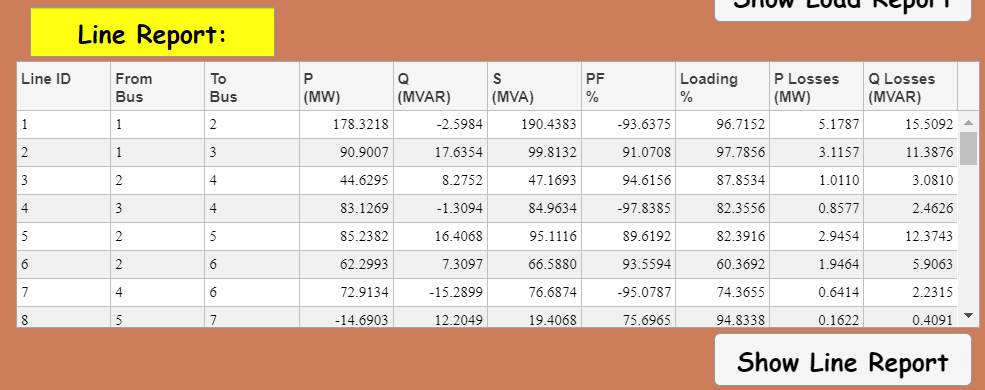 Show Load Report
Line Report:
Line ID From Bus To Bus P (MW) Q (MVAR) S (MVA) PF % Loading % P Losses (MW) Q Losses (MVAR)
1 1 2 178.3218 -2.5984 190.4383 -93.6375 96.7152 5.1787 15.5092
2 1 3 90.9007 17.6354 99.8132 91.0708 97.7856 3.1157 11.3876
3 2 4 44.6295 8.2752 47.1693 94.6156 87.8534 1.0110 3.0810
4 3 4 83.1269 -1.3094 84.9634 -97.8385 82.3556 0.8577 2.4626
5 2 5 85.2382 16.4068 95.1116 89.6192 82.3916 2.9454 12.3743
6 2 6 62.2993 7.3097 66.5880 93.5594 60.3692 1.9464 5.9063
7 4 6 72.9134 -15.2899 76.6874 -95.0787 74.3655 0.6414 2.2315
8 5 7 -14.6903 12.2049 19.4068 75.6965 94.8338 0.1622 0.4091
Show Line Report